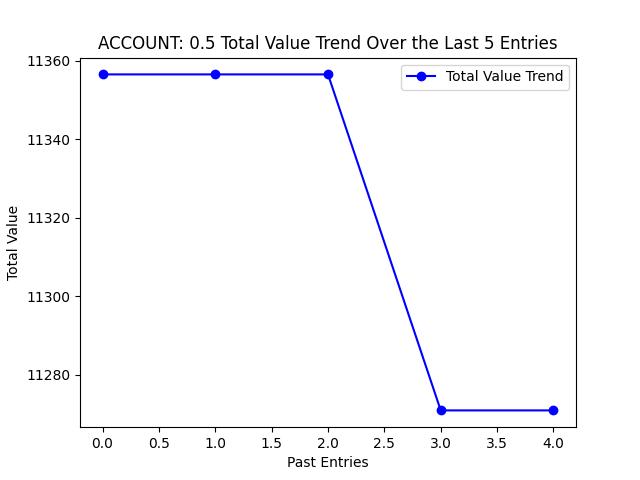 ACCOUNT: 0.5 Total Value Trend Over the Last 5 Entries
Total Value Trend
11360
11340
11320
11300
11280
Total Value
0.0 0.5 1.0 1.5 2.0 2.5 3.0 3.5 4.0
Past Entries